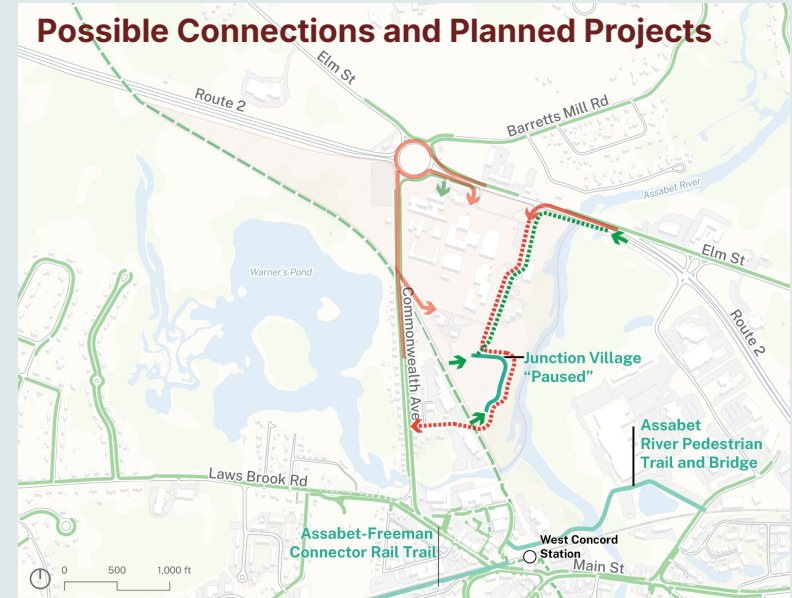 Possible Connections and Planned Projects
Elm St
Route 2
Barretts Mill Rd
Assabet River
Elm St
Warner's Pond
Commonwealth Ave
Route 2
Junction Village
“Paused”
Assabet
River Pedestrian
Trail and Bridge
Laws Brook Rd
Assabet-Freeman
Connector Rail Trail
West Concord
Station
Main St
0 500 1,000 ft